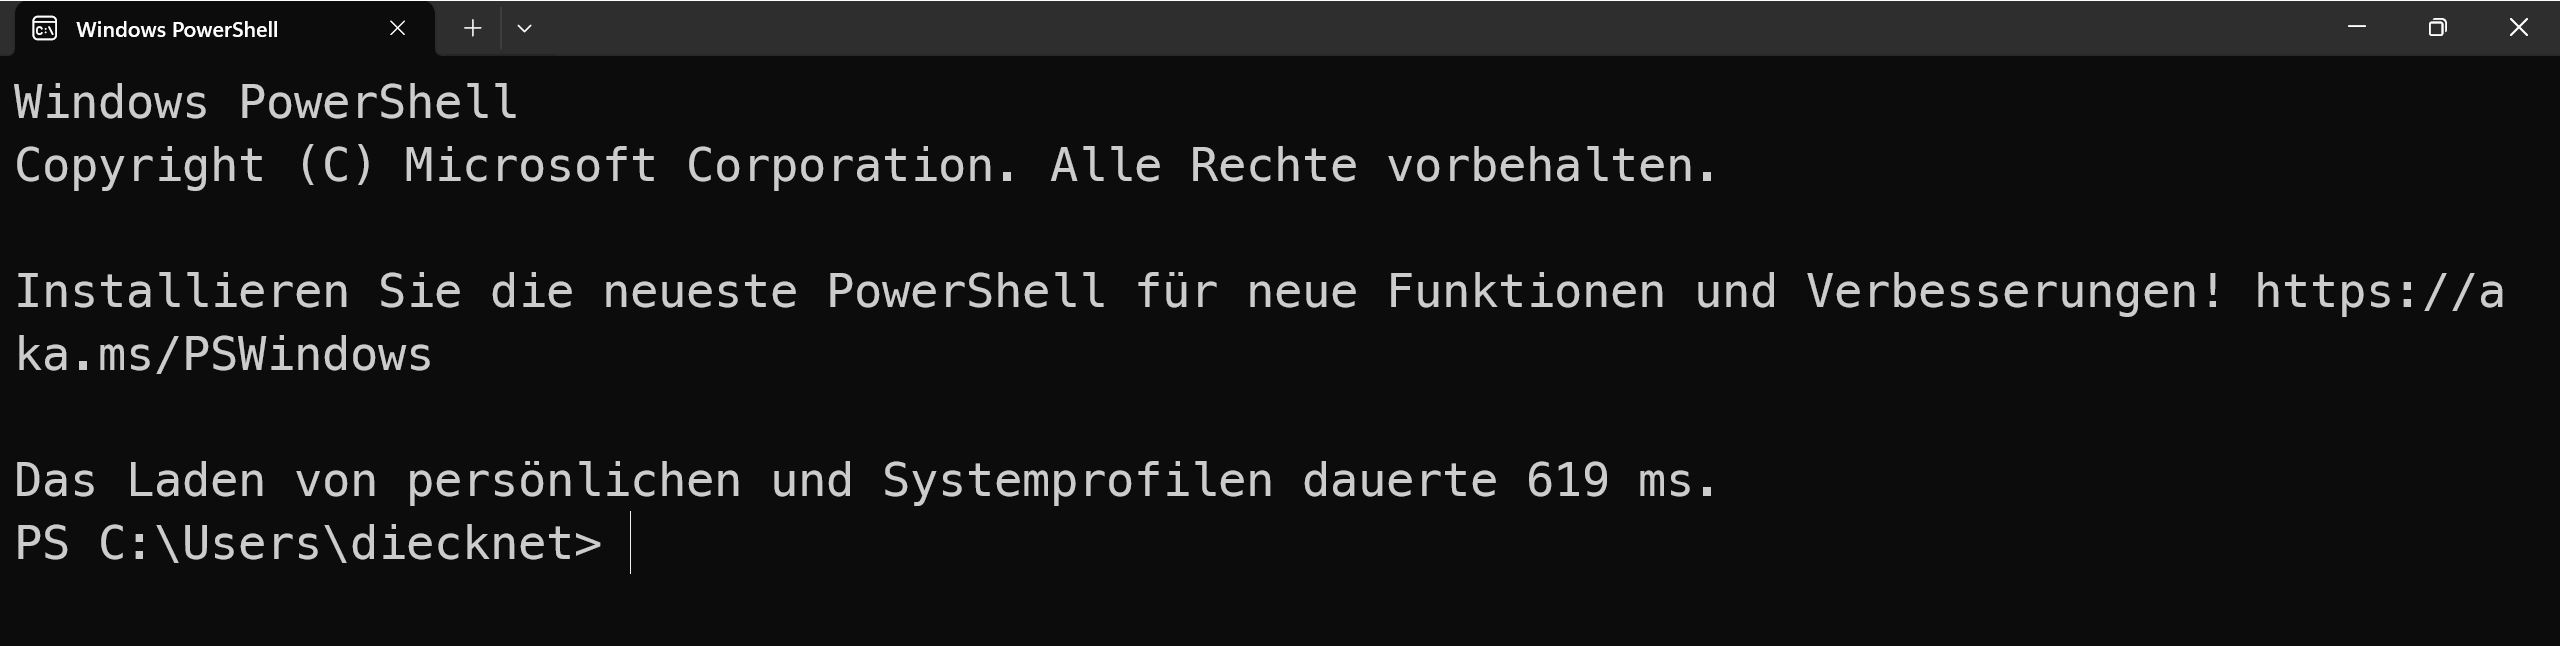 Windows PowerShell
Windows PowerShell
Copyright (C) Microsoft Corporation. Alle Rechte vorbehalten.
Installieren Sie die neueste PowerShell für neue Funktionen und Verbesserungen! https://a
ka.ms/PSWindows
Das Laden von persönlichen und Systemprofilen dauerte 619 ms.
PS C:\Users\diecknet>